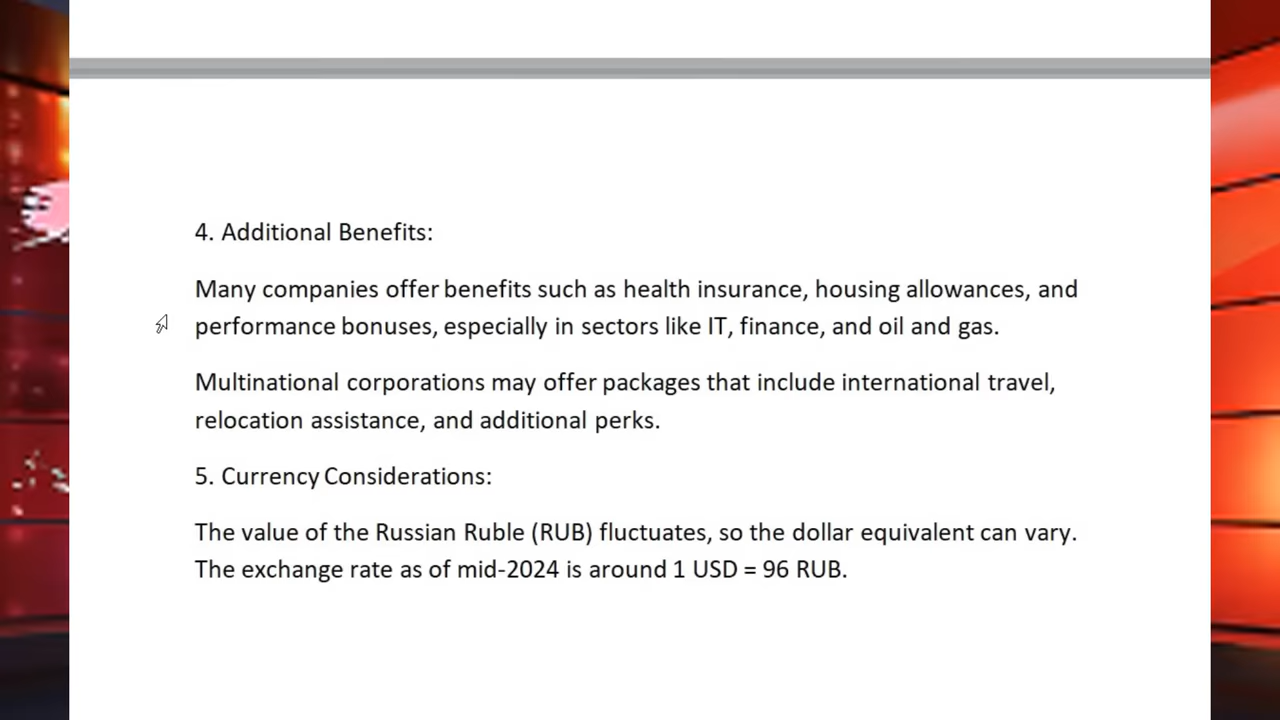 4. Additional Benefits:
Many companies offer benefits such as health insurance, housing allowances, and
performance bonuses, especially in sectors like IT, finance, and oil and gas.
Multinational corporations may offer packages that include international travel,
relocation assistance, and additional perks.
5. Currency Considerations:
The value of the Russian Ruble (RUB) fluctuates, so the dollar equivalent can vary.
The exchange rate as of mid-2024 is around 1 USD = 96 RUB.